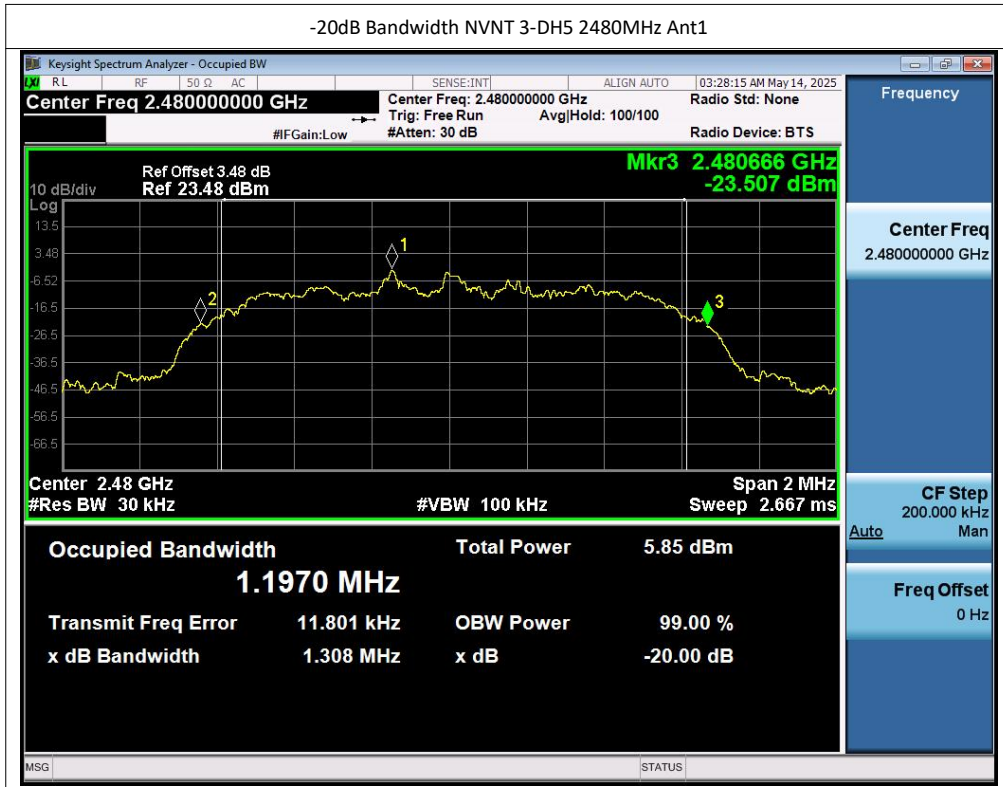 -20dB Bandwidth NVNT 3-DH5 2480MHz Ant1
Keysight Spectrum Analyzer - Occupied BW
LXI RL RF 50 Ω AC SENSE:INT ALIGN AUTO 03:28:15 AM May 14, 2025
Center Freq 2.480000000 GHz
Center Freq: 2.480000000 GHz Radio Std: None
Trig: Free Run Avg|Hold: 100/100
#IFGain:Low #Atten: 30 dB Radio Device: BTS
Frequency
Mkr3 2.480666 GHz
-23.507 dBm
Ref Offset 3.48 dB
10 dB/div Ref 23.48 dBm
Log
13.5
3.48
-6.52
-16.5
-26.5
-36.5
-46.5
-56.5
-66.5
1
2
3
Center 2.48 GHz Span 2 MHz
#Res BW 30 kHz #VBW 100 kHz Sweep 2.667 ms
Occupied Bandwidth Total Power 5.85 dBm
1.1970 MHz
Transmit Freq Error 11.801 kHz OBW Power 99.00 %
x dB Bandwidth 1.308 MHz x dB -20.00 dB
Center Freq
2.480000000 GHz
CF Step
200.000 kHz
Auto Man
Freq Offset
0 Hz
MSG STATUS